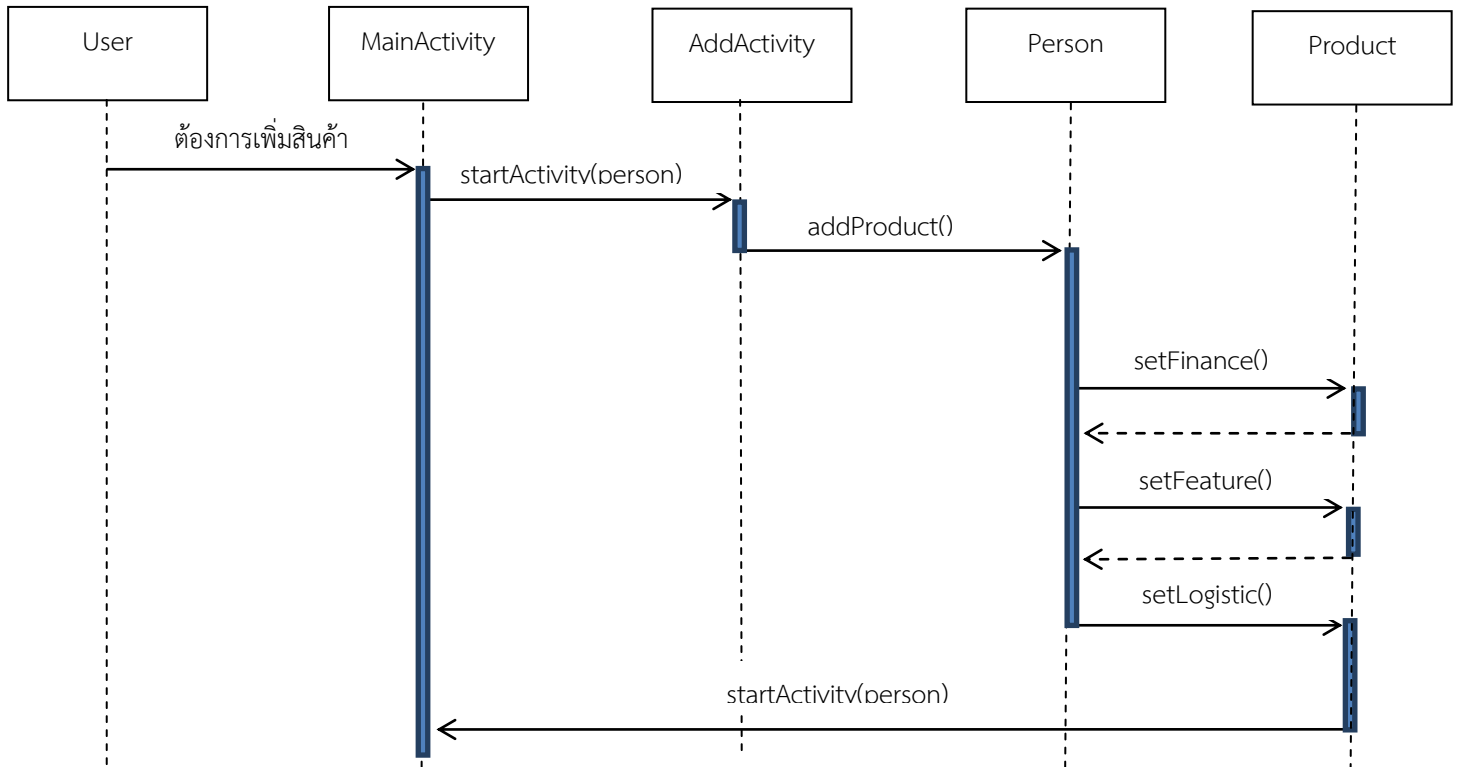 User
MainActivity
AddActivity
Person
Product
ต้องการเพิ่มสินค้า
startActivity(person)
addProduct()
setFinance()
setFeature()
setLogistic()
startActivity(person)